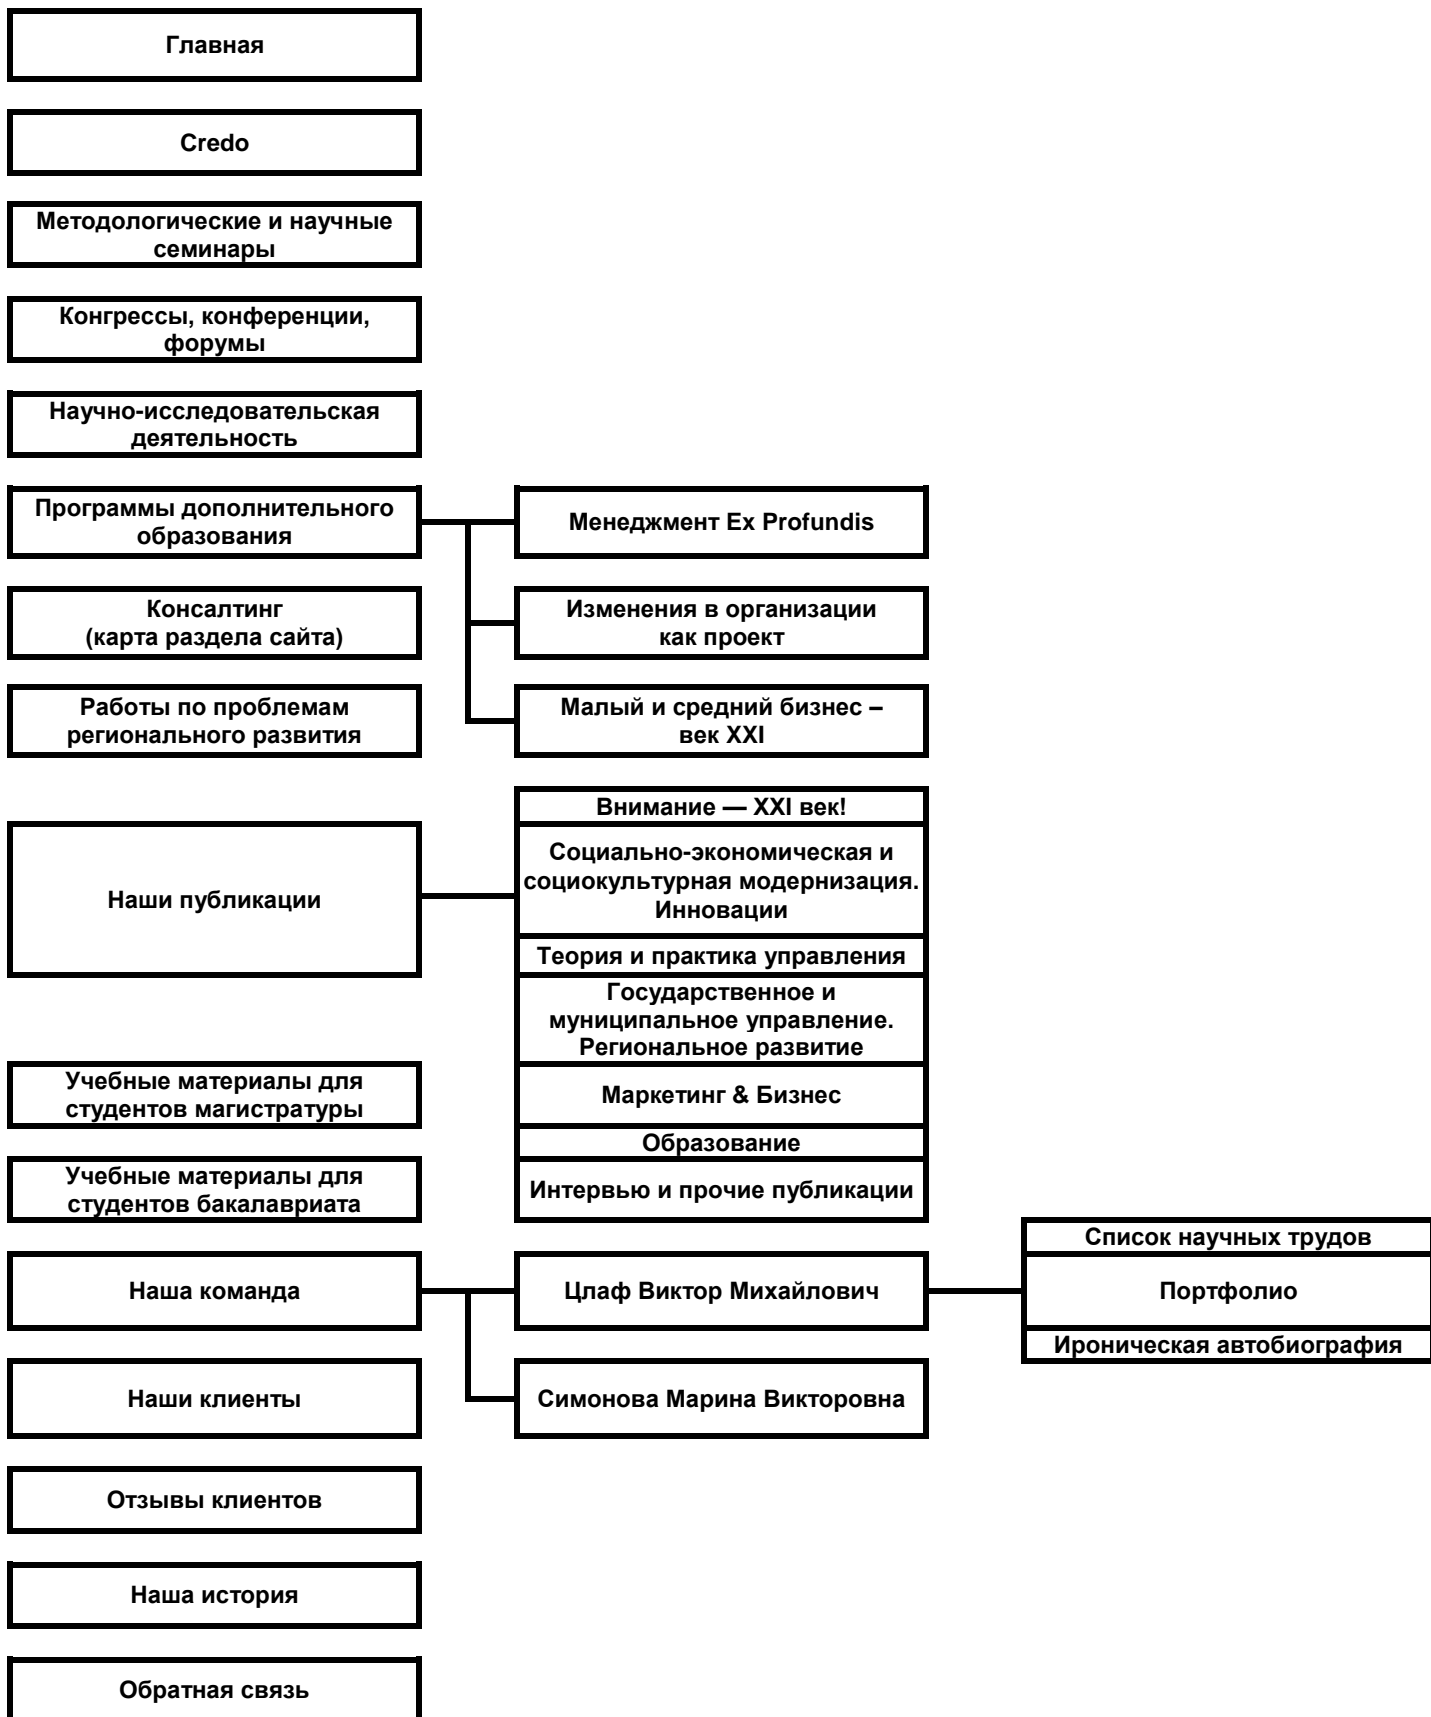 Главная
Credo
Методологические и научные
семинары
Конгрессы, конференции,
форумы
Научно-исследовательская
деятельность
Программы дополнительного
образования
Менеджмент Ex Profundis
Консалтинг
(карта раздела сайта)
Изменения в организации
как проект
Работы по проблемам
регионального развития
Малый и средний бизнес –
век XXI
Наши публикации
Внимание — XXI век!
Социально-экономическая и
социокультурная модернизация.
Инновации
Теория и практика управления
Государственное и
муниципальное управление.
Региональное развитие
Маркетинг & Бизнес
Образование
Интервью и прочие публикации
Учебные материалы для
студентов магистратуры
Учебные материалы для
студентов бакалавриата
Наша команда
Цлаф Виктор Михайлович
Список научных трудов
Портфолио
Ироническая автобиография
Наши клиенты
Симонова Марина Викторовна
Отзывы клиентов
Наша история
Обратная связь